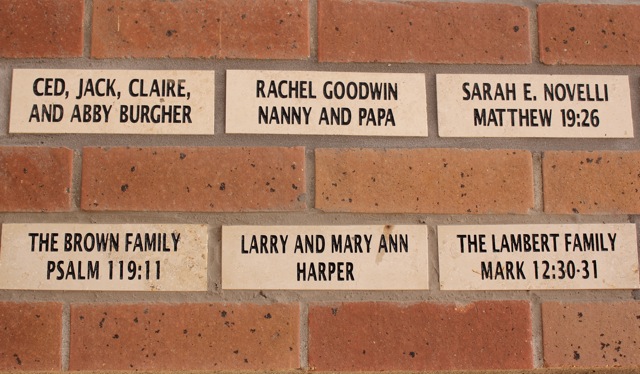 CED, JACK, CLAIRE,
AND ABBY BURGHER
RACHEL GOODWIN
NANNY AND PAPA
SARAH E. NOVELLI
MATTHEW 19:26
THE BROWN FAMILY
PSALM 119:11
LARRY AND MARY ANN
HARPER
THE LAMBERT FAMILY
MARK 12:30-31